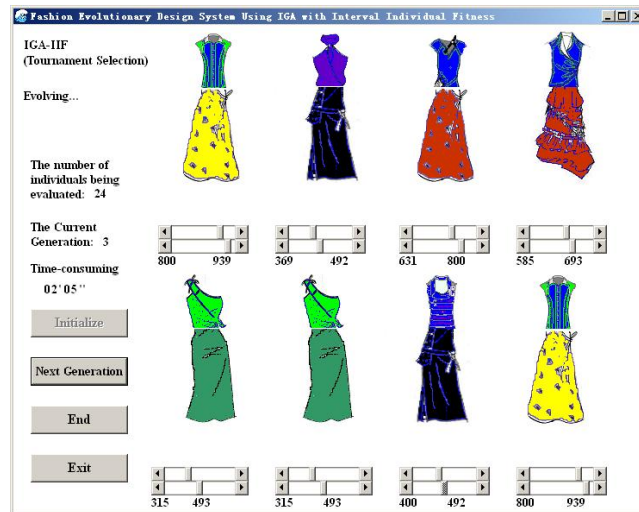 Fashion Evolutionary Design System Using IGA with Interval Individual Fitness
IGA-IIF
(Tournament Selection)
Evolving...
The number of
individuals being
evaluated: 24
The Current
Generation: 3
Time-consuming
02' 05"
Initialize
Next Generation
End
Exit
800 939
369 492
631 800
585 693
315 493
315 493
400 492
800 939